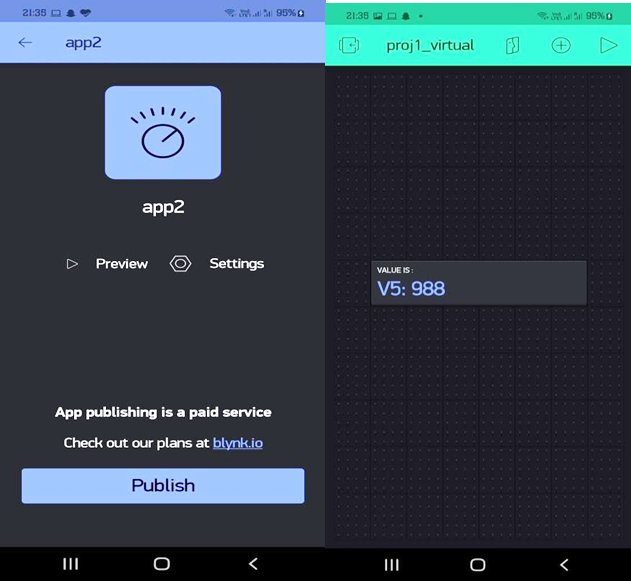 21:35
95%
app2
app2
Preview
Settings
App publishing is a paid service
Check out our plans at blynk.io
Publish
21:35
95%
proj1_virtual
VALUE IS :
V5: 988